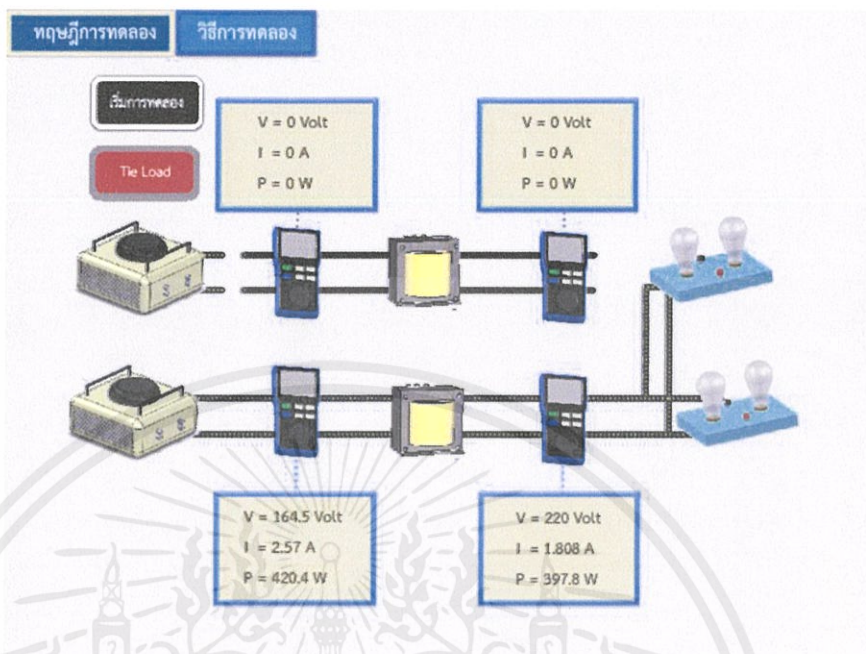 ทฤษฎีการทดลอง
วิธีการทดลอง
เริ่มการทดลอง
Tie Load
V = 0 Volt
I = 0 A
P = 0 W
V = 0 Volt
I = 0 A
P = 0 W
V = 164.5 Volt
I = 2.57 A
P = 420.4 W
V = 220 Volt
I = 1.808 A
P = 397.8 W